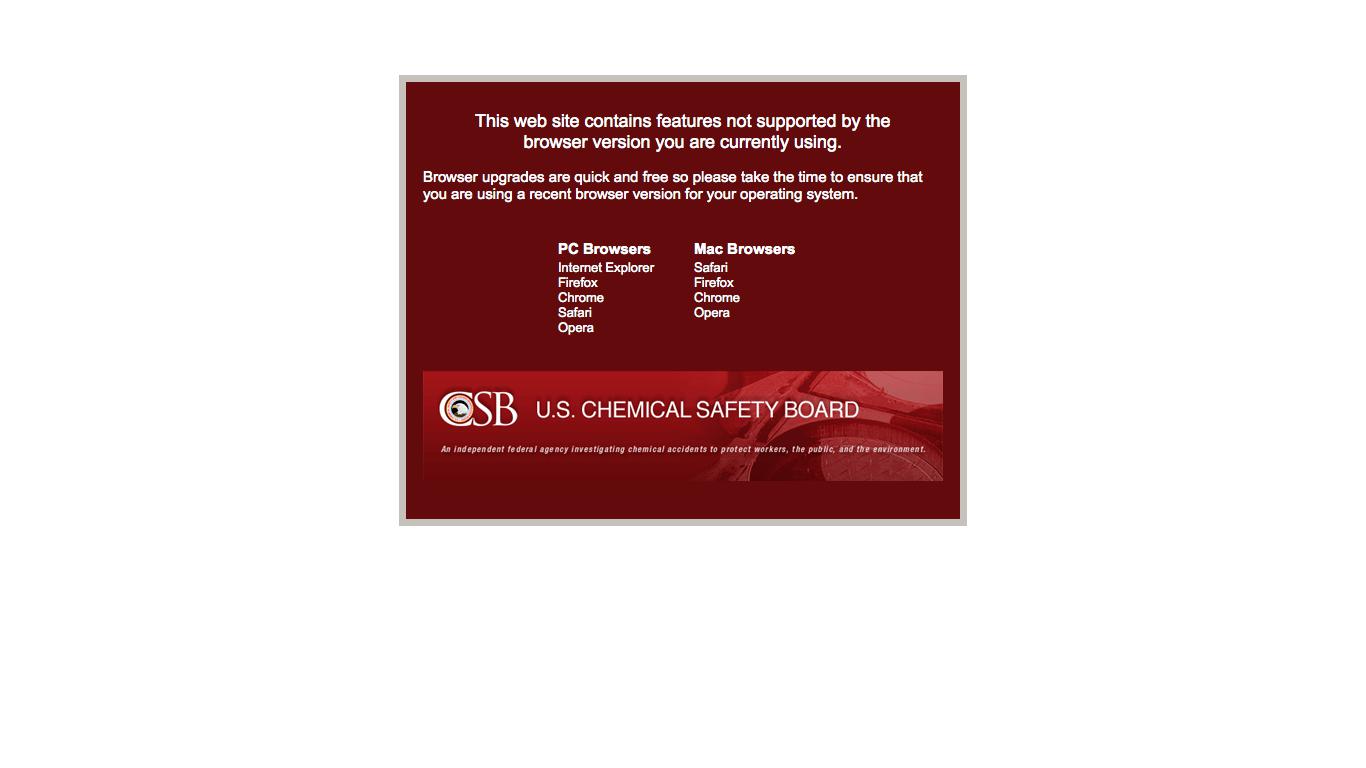 This web site contains features not supported by the
browser version you are currently using.
Browser upgrades are quick and free so please take the time to ensure that
you are using a recent browser version for your operating system.
PC Browsers
Internet Explorer
Firefox
Chrome
Safari
Opera
Mac Browsers
Safari
Firefox
Chrome
Opera
CSB U.S. CHEMICAL SAFETY BOARD
An independent federal agency investigating chemical accidents to protect workers, the public, and the environment.